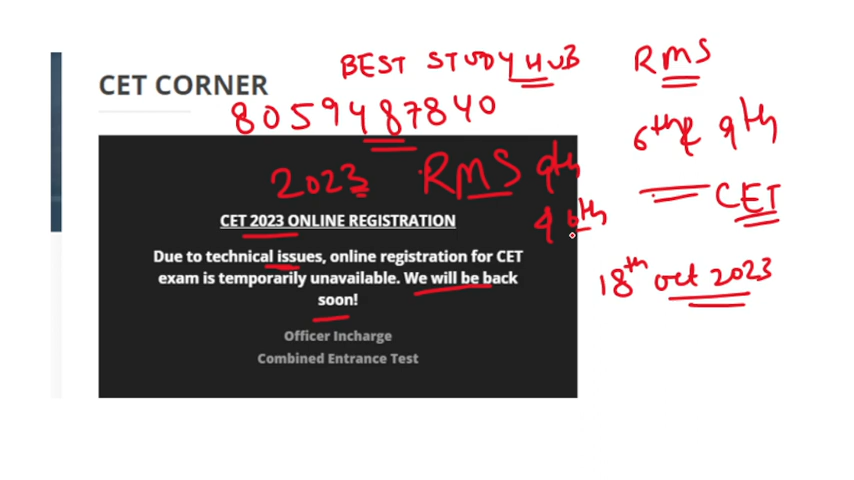 BEST STUDY HUB
CET CORNER
8059487840
2023 RMS 9th
& 6th
CET 2023 ONLINE REGISTRATION
Due to technical issues, online registration for CET
exam is temporarily unavailable. We will be back
soon!
Officer Incharge
Combined Entrance Test
RMS
6th & 9th
CET
18th oct 2023